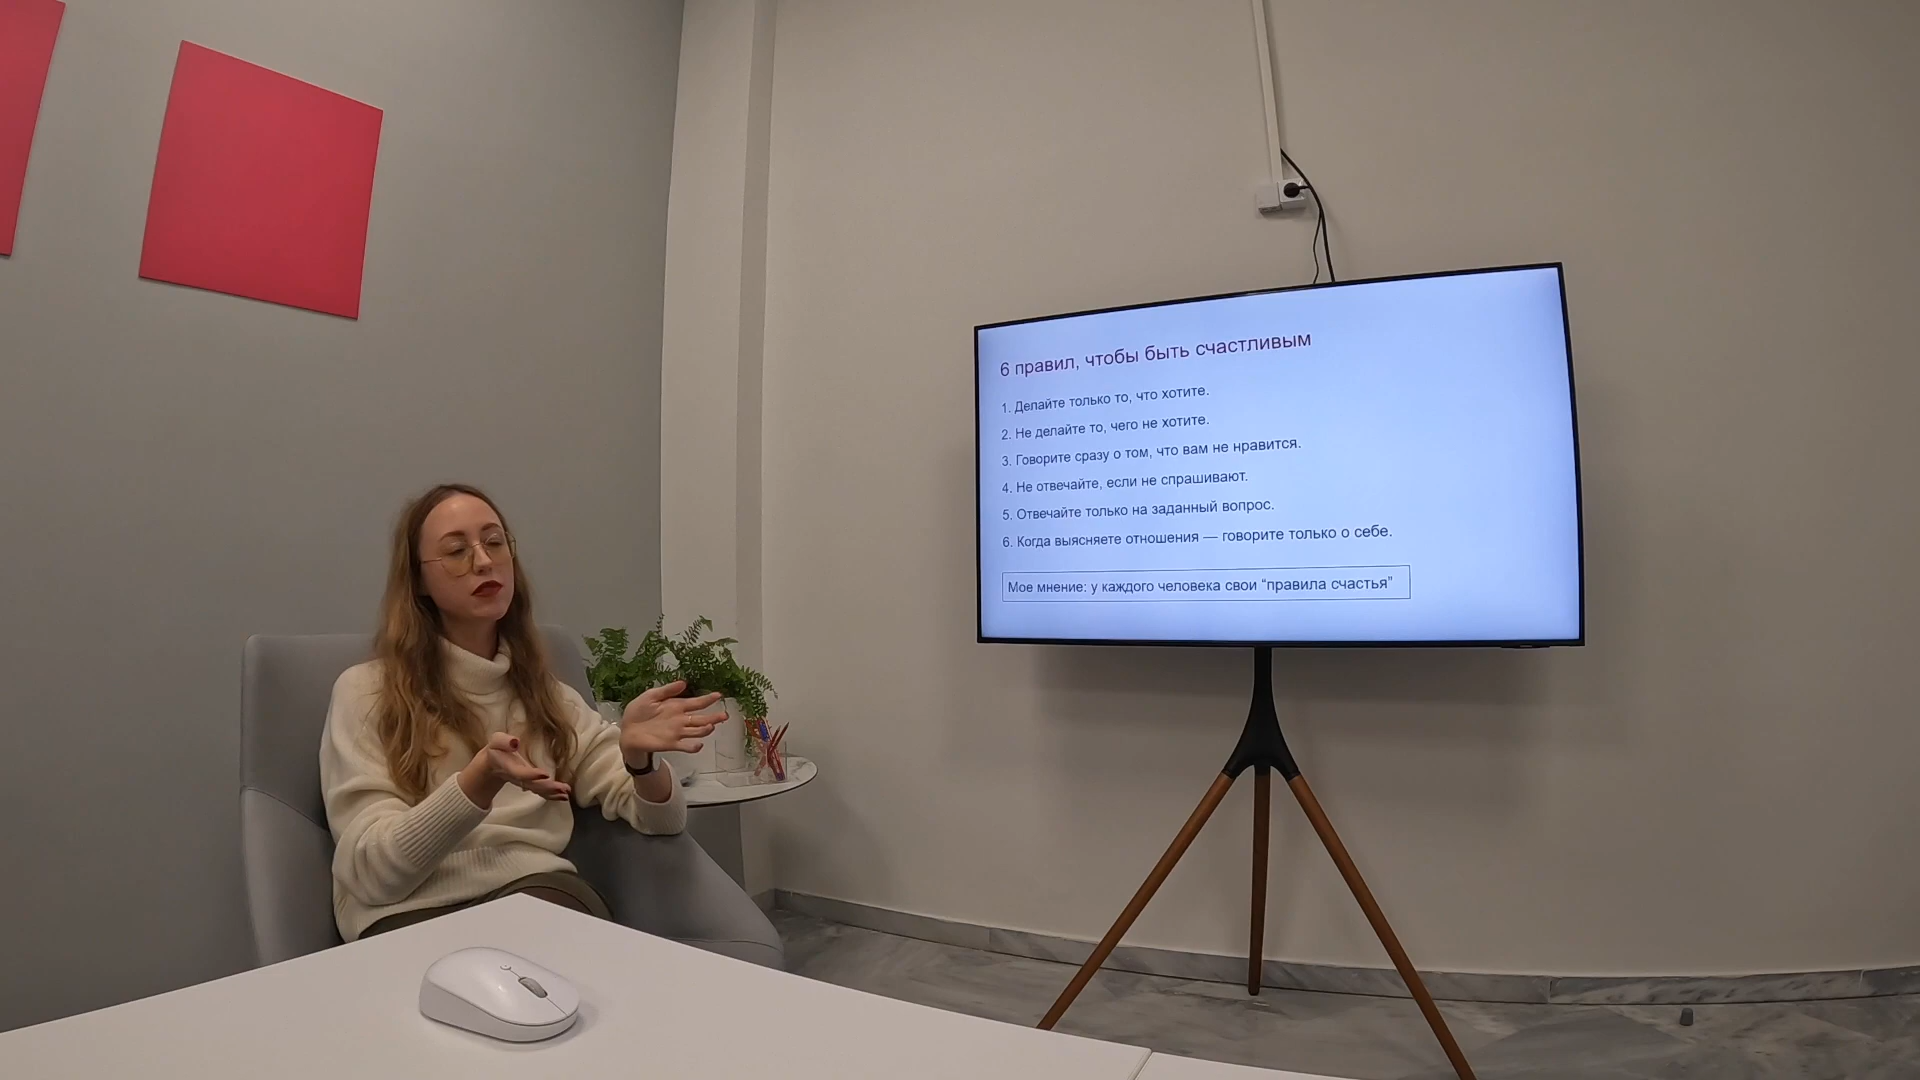 6 правил, чтобы быть счастливым
1. Делайте только то, что хотите.
2. Не делайте то, чего не хотите.
3. Говорите сразу о том, что вам не нравится.
4. Не отвечайте, если не спрашивают.
5. Отвечайте только на заданный вопрос.
6. Когда выясняете отношения — говорите только о себе.
Мое мнение: у каждого человека свои “правила счастья”